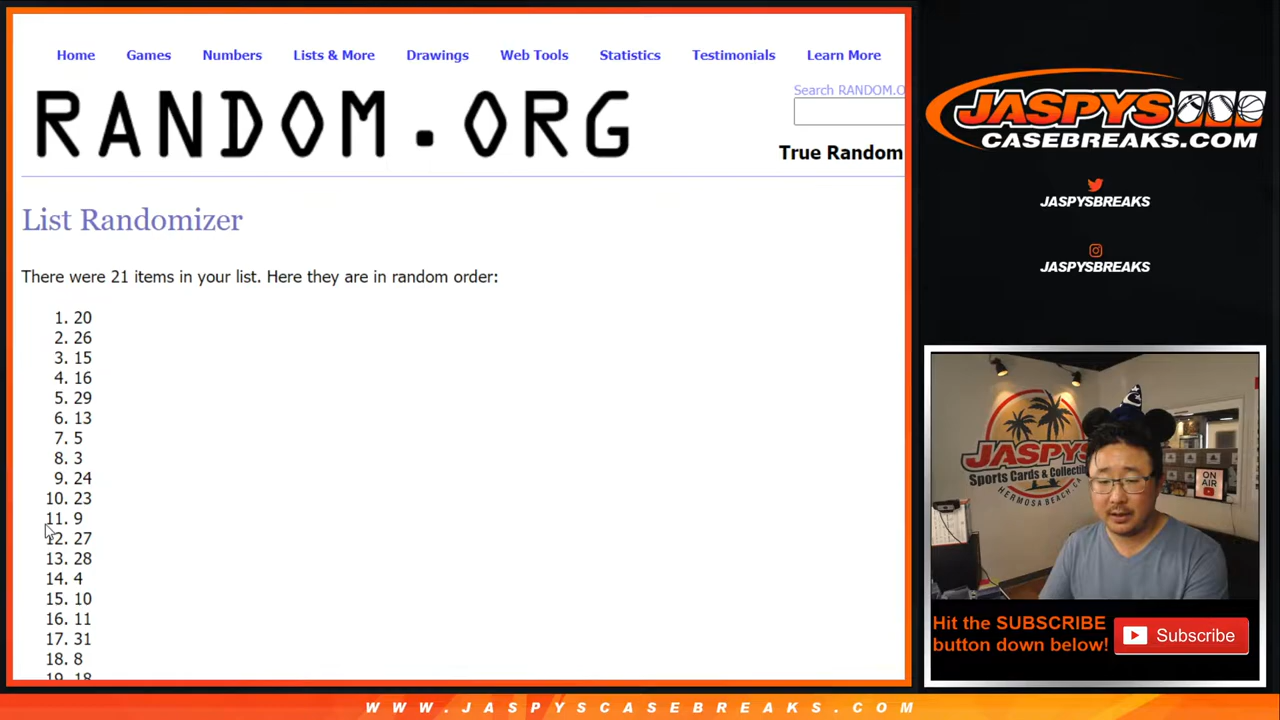 Home Games Numbers Lists & More Drawings Web Tools Statistics Testimonials Learn More
RANDOM.ORG
Search RANDOM.O
True Random
List Randomizer
There were 21 items in your list. Here they are in random order:
1. 20
2. 26
3. 15
4. 16
5. 29
6. 13
7. 5
8. 3
9. 24
10. 23
11. 9
12. 27
13. 28
14. 4
15. 10
16. 11
17. 31
18. 8
19. 18
JASPYS
CASEBREAKS.COM
JASPYSBREAKS
JASPYSBREAKS
JASPYS
Sports Cards & Collectib
HERMOSA BEACH, CA
ON
AIR
Hit the SUBSCRIBE
button down below!
Subscribe
WWW.JASPYSCASEBREAKS.COM